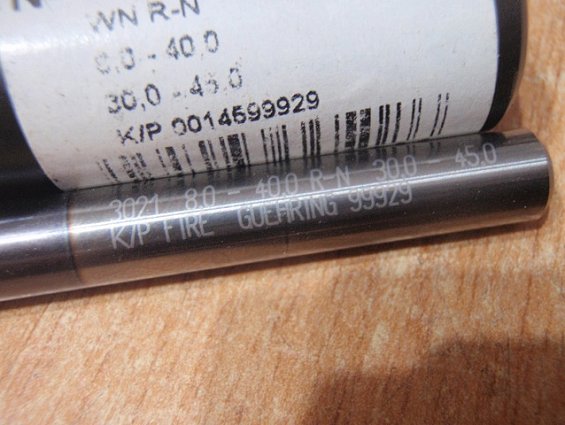 WN R-N
8,0 - 40,0
30,0 - 45,0
K/P 0014599929
3021 8.0 - 40.0 R-N 30.0 - 45.0
K/P FIRE GUEHRING 99929